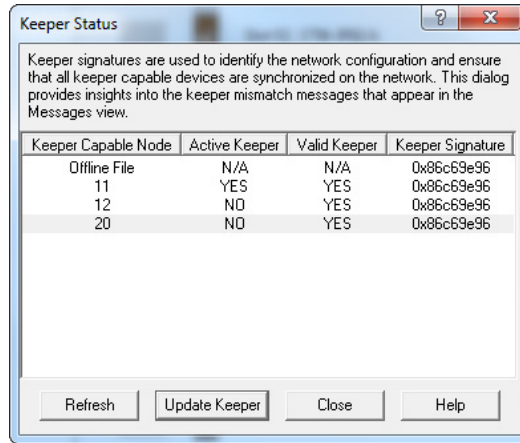 Keeper Status
?
X
Keeper signatures are used to identify the network configuration and ensure
that all keeper capable devices are synchronized on the network. This dialog
provides insights into the keeper mismatch messages that appear in the
Messages view.
Keeper Capable Node Active Keeper Valid Keeper Keeper Signature
Offline File N/A N/A 0x86c69e96
11 YES YES 0x86c69e96
12 NO YES 0x86c69e96
20 NO YES 0x86c69e96
Refresh Update Keeper Close Help